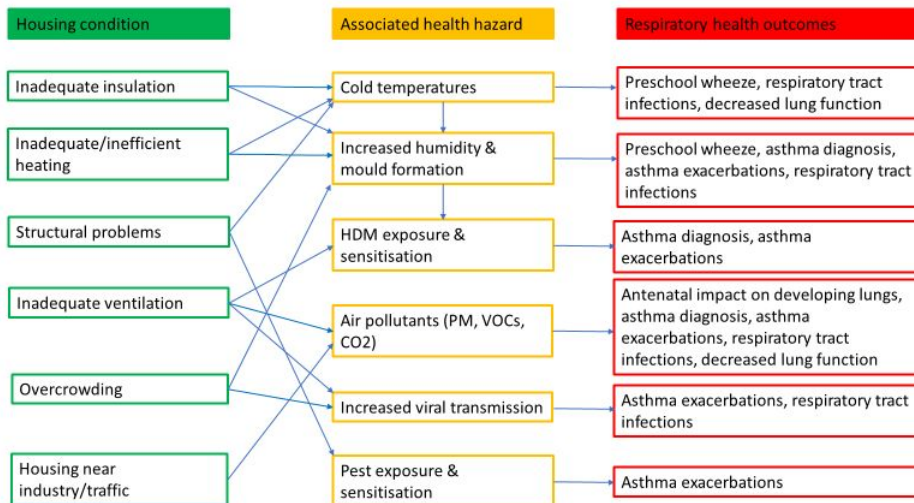 Housing condition
Associated health hazard
Respiratory health outcomes
Inadequate insulation
Cold temperatures
Preschool wheeze, respiratory tract
infections, decreased lung function
Inadequate/inefficient
heating
Increased humidity &
mould formation
Preschool wheeze, asthma diagnosis,
asthma exacerbations, respiratory tract
infections
Structural problems
HDM exposure &
sensitisation
Asthma diagnosis, asthma
exacerbations
Inadequate ventilation
Air pollutants (PM, VOCs,
CO2)
Antenatal impact on developing lungs,
asthma diagnosis, asthma
exacerbations, respiratory tract
infections, decreased lung function
Overcrowding
Increased viral transmission
Asthma exacerbations, respiratory tract
infections
Housing near
industry/traffic
Pest exposure &
sensitisation
Asthma exacerbations